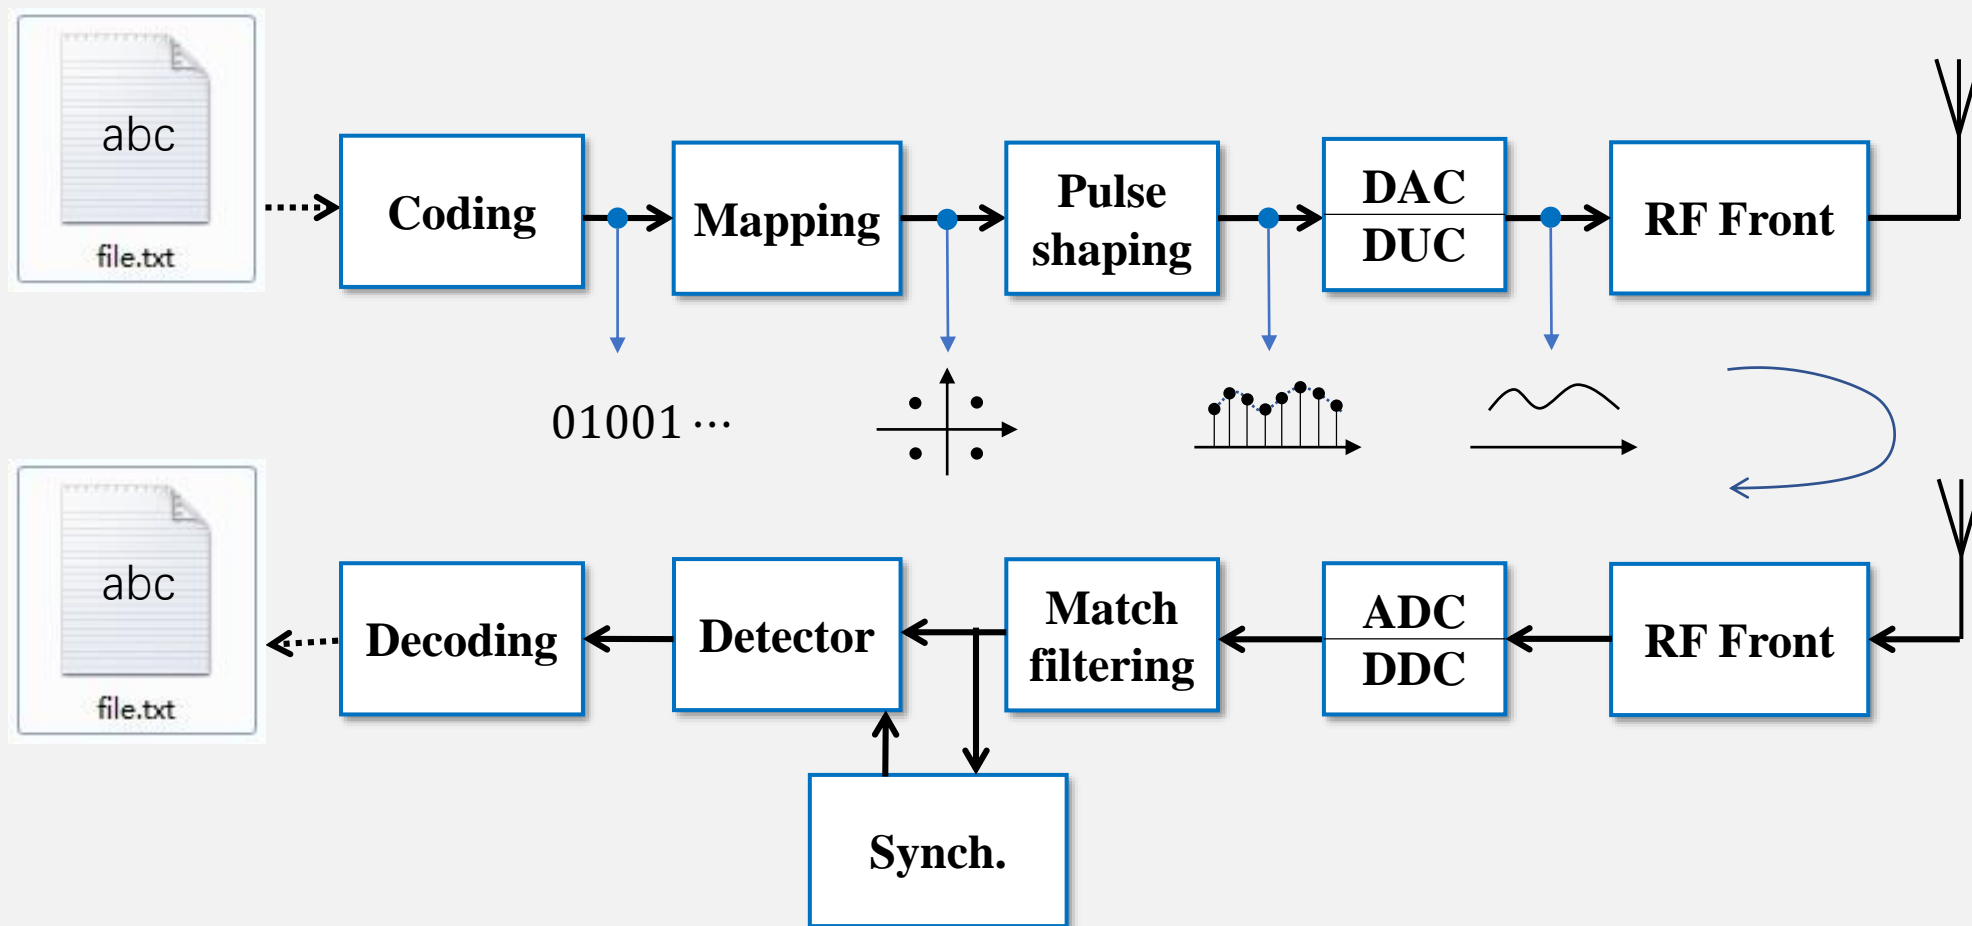 abc
file.txt
Coding
Mapping
Pulse
shaping
DAC
DUC
RF Front
01001 ···
abc
file.txt
Decoding
Detector
Match
filtering
ADC
DDC
RF Front
Synch.